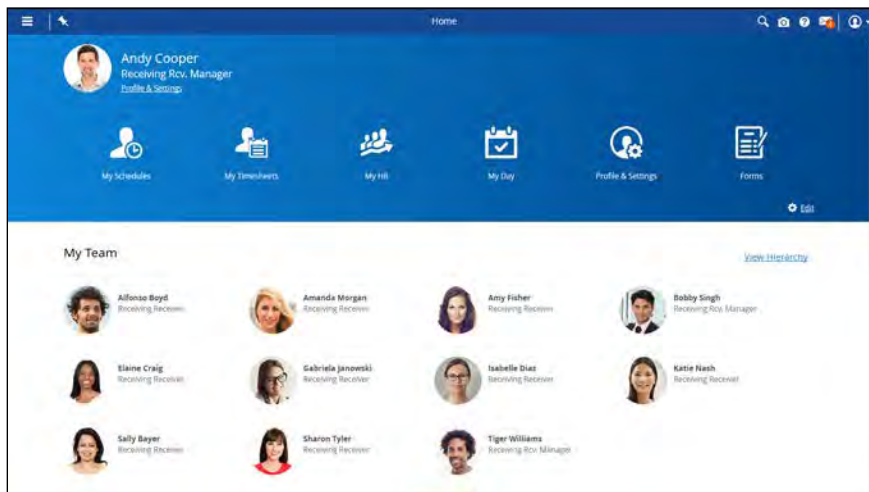 Home
Andy Cooper
Receiving Rcv. Manager
Profile & Settings
My Schedules
My Timesheets
My HR
My Day
Profile & Settings
Forms
Edit
My Team
View Hierarchy
Alfonso Boyd
Receiving Receiver
Amanda Morgan
Receiving Receiver
Amy Fisher
Receiving Receiver
Bobby Singh
Receiving Rcv. Manager
Elaine Craig
Receiving Receiver
Gabriela Janowski
Receiving Receiver
Isabelle Diaz
Receiving Receiver
Katie Nash
Receiving Receiver
Sally Bayer
Receiving Receiver
Sharon Tyler
Receiving Receiver
Tiger Williams
Receiving Rcv. Manager